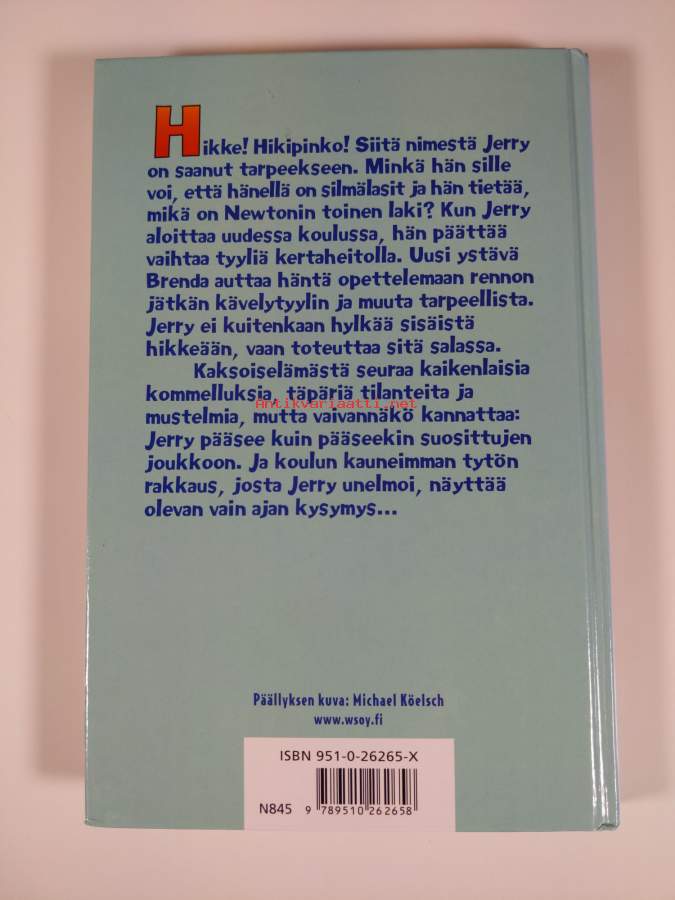 Hikke! Hikipinko! Siitä nimestä Jerry
on saanut tarpeekseen. Minkä hän sille
voi, että hänellä on silmälasit ja hän tietää,
mikä on Newtonin toinen laki? Kun Jerry
aloittaa uudessa koulussa, hän päättää
vaihtaa tyyliä kertaheitolla. Uusi ystävä
Brenda auttaa häntä opettelemaan rennon
jätkän kävelytyylin ja muuta tarpeellista.
Jerry ei kuitenkaan hylkää sisäistä
hikkeään, vaan toteuttaa sitä salassa.
Kaksoiselämästä seuraa kaikenlaisia
kommelluksia, täpäriä tilanteita ja
Antikvariaatti.net
mustelmia, mutta vaivannäkö kannattaa:
Jerry pääsee kuin pääseekin suosittujen
joukkoon. Ja koulun kauneimman tytön
rakkaus, josta Jerry unelmoi, näyttää
olevan vain ajan kysymys...
Päällyksen kuva: Michael Köelsch
www.wsoy.fi
ISBN 951-0-26265-X
N845 9 789510 262658